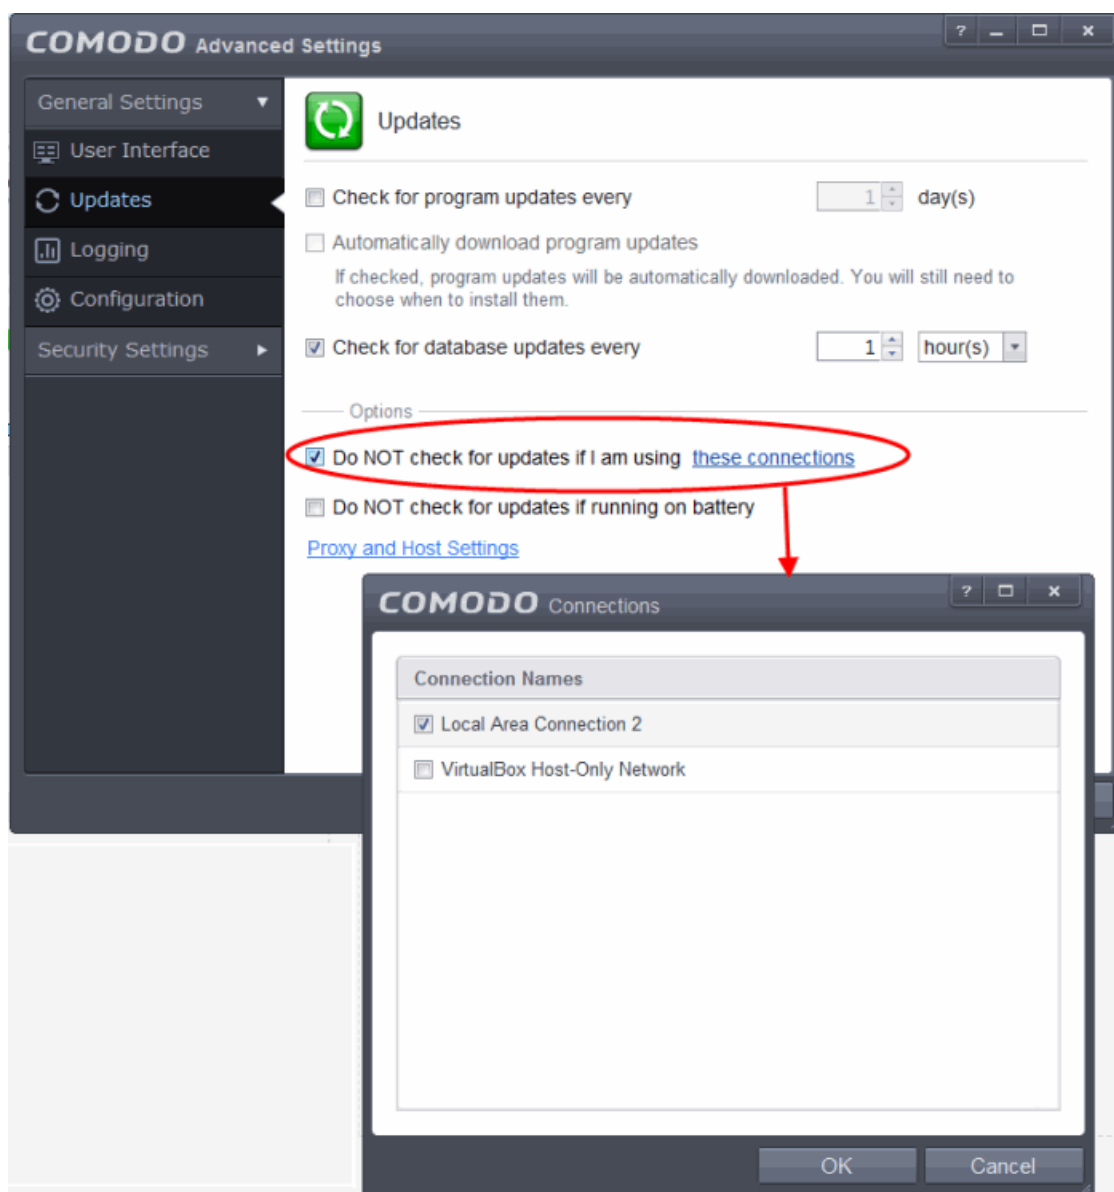 COMODO Advanced Settings
General Settings
User Interface
Updates
Logging
Configuration
Security Settings
Updates
Check for program updates every 1 day(s)
Automatically download program updates
If checked, program updates will be automatically downloaded. You will still need to
choose when to install them.
Check for database updates every 1 hour(s)
Options
Do NOT check for updates if I am using these connections
Do NOT check for updates if running on battery
Proxy and Host Settings
COMODO Connections
Connection Names
Local Area Connection 2
VirtualBox Host-Only Network
OK Cancel